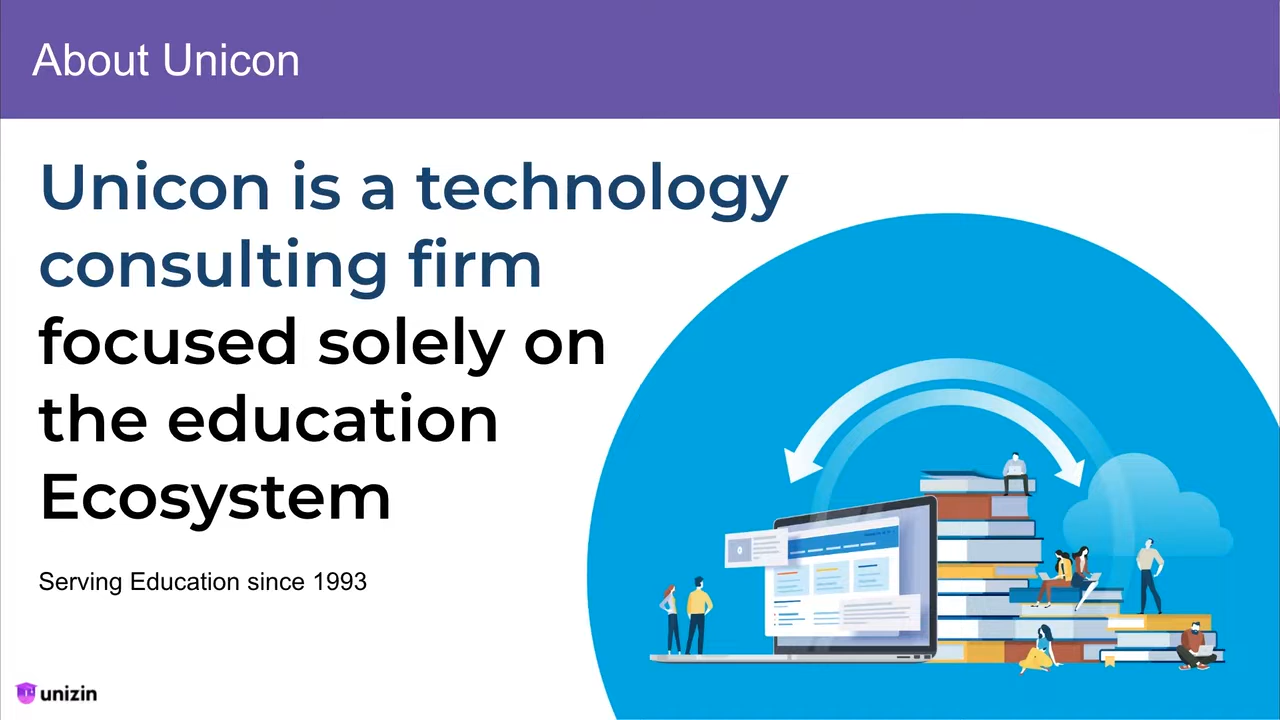 About Unicon
Unicon is a technology
consulting firm
focused solely on
the education
Ecosystem
Serving Education since 1993
unizin